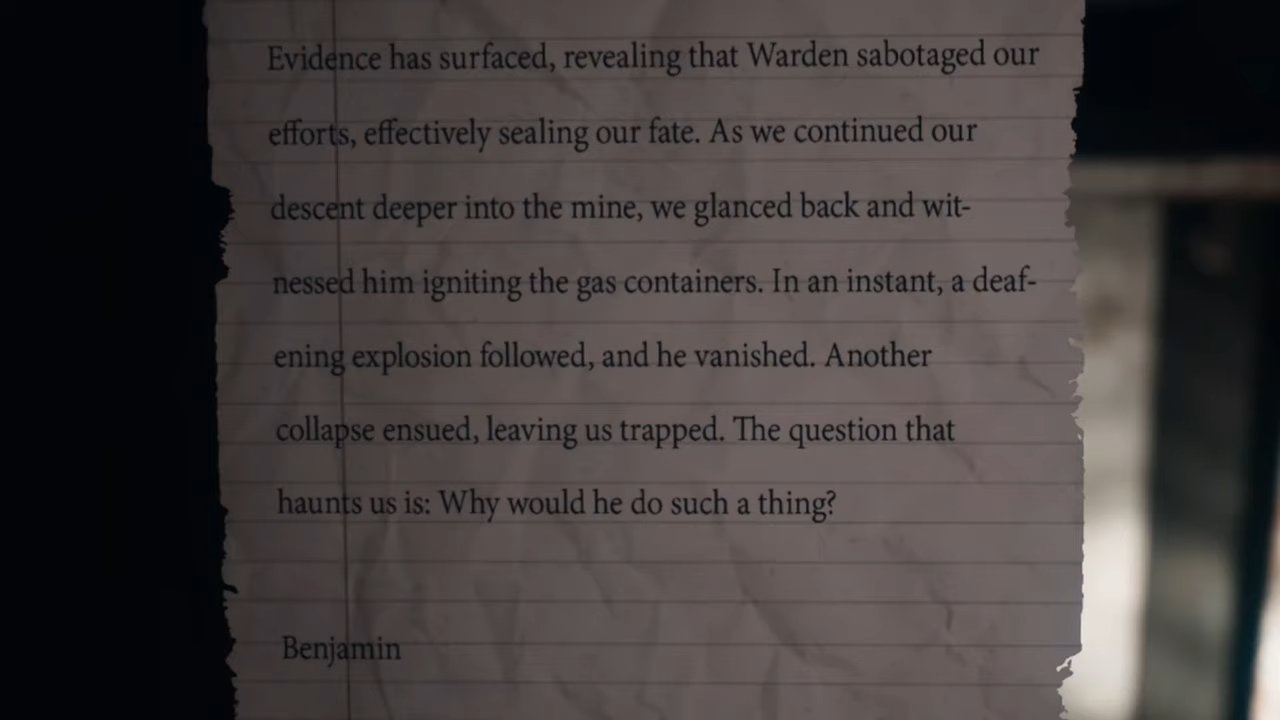 Evidence has surfaced, revealing that Warden sabotaged our
efforts, effectively sealing our fate. As we continued our
descent deeper into the mine, we glanced back and wit-
nessed him igniting the gas containers. In an instant, a deaf-
ening explosion followed, and he vanished. Another
collapse ensued, leaving us trapped. The question that
haunts us is: Why would he do such a thing?
Benjamin